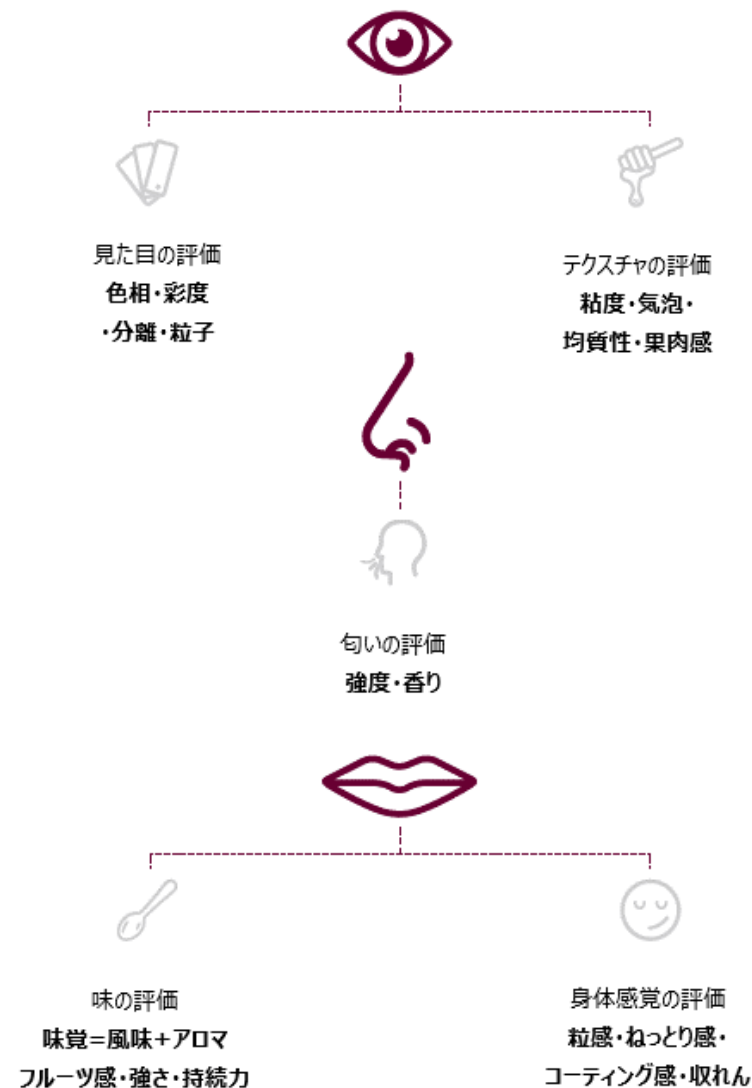 見た目の評価
色相・彩度
・分離・粒子
テクスチャの評価
粘度・気泡・
均質性・果肉感
匂いの評価
強度・香り
味の評価
味覚=風味+アロマ
フルーツ感・強さ・持続力
身体感覚の評価
粒感・ねっとり感・
コーティング感・収れん